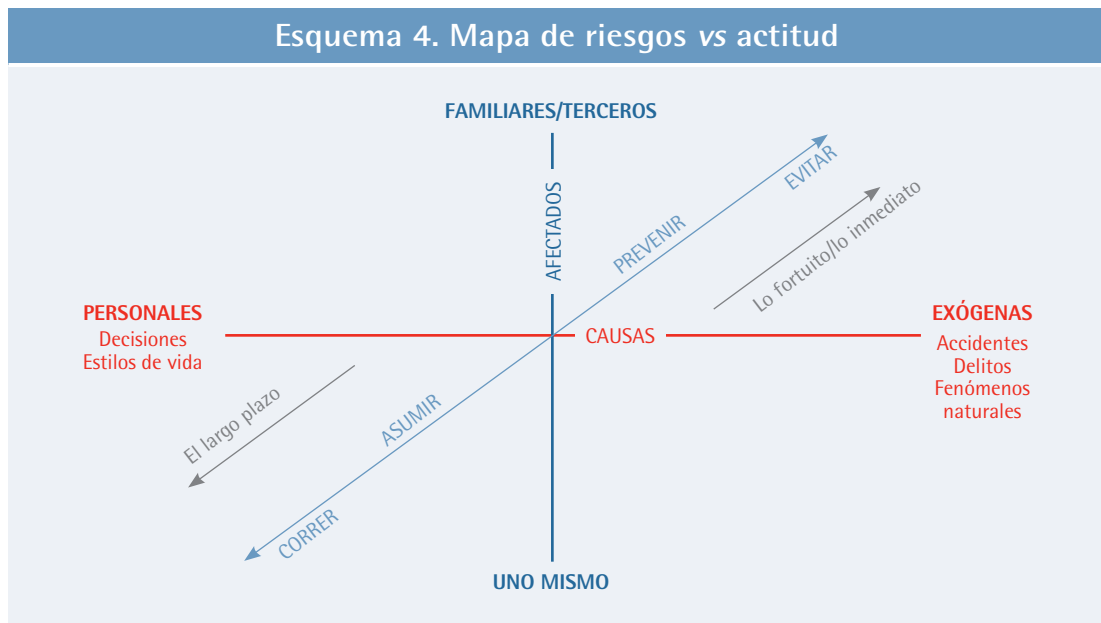 Esquema 4. Mapa de riesgos vs actitud
FAMILIARES/TERCEROS
EVITAR
AFECTADOS
PREVENIR
Lo fortuito/lo inmediato
PERSONALES
Decisiones
Estilos de vida
CAUSAS
EXÓGENAS
Accidentes
Delitos
Fenómenos
naturales
El largo plazo
ASUMIR
CORRER
UNO MISMO